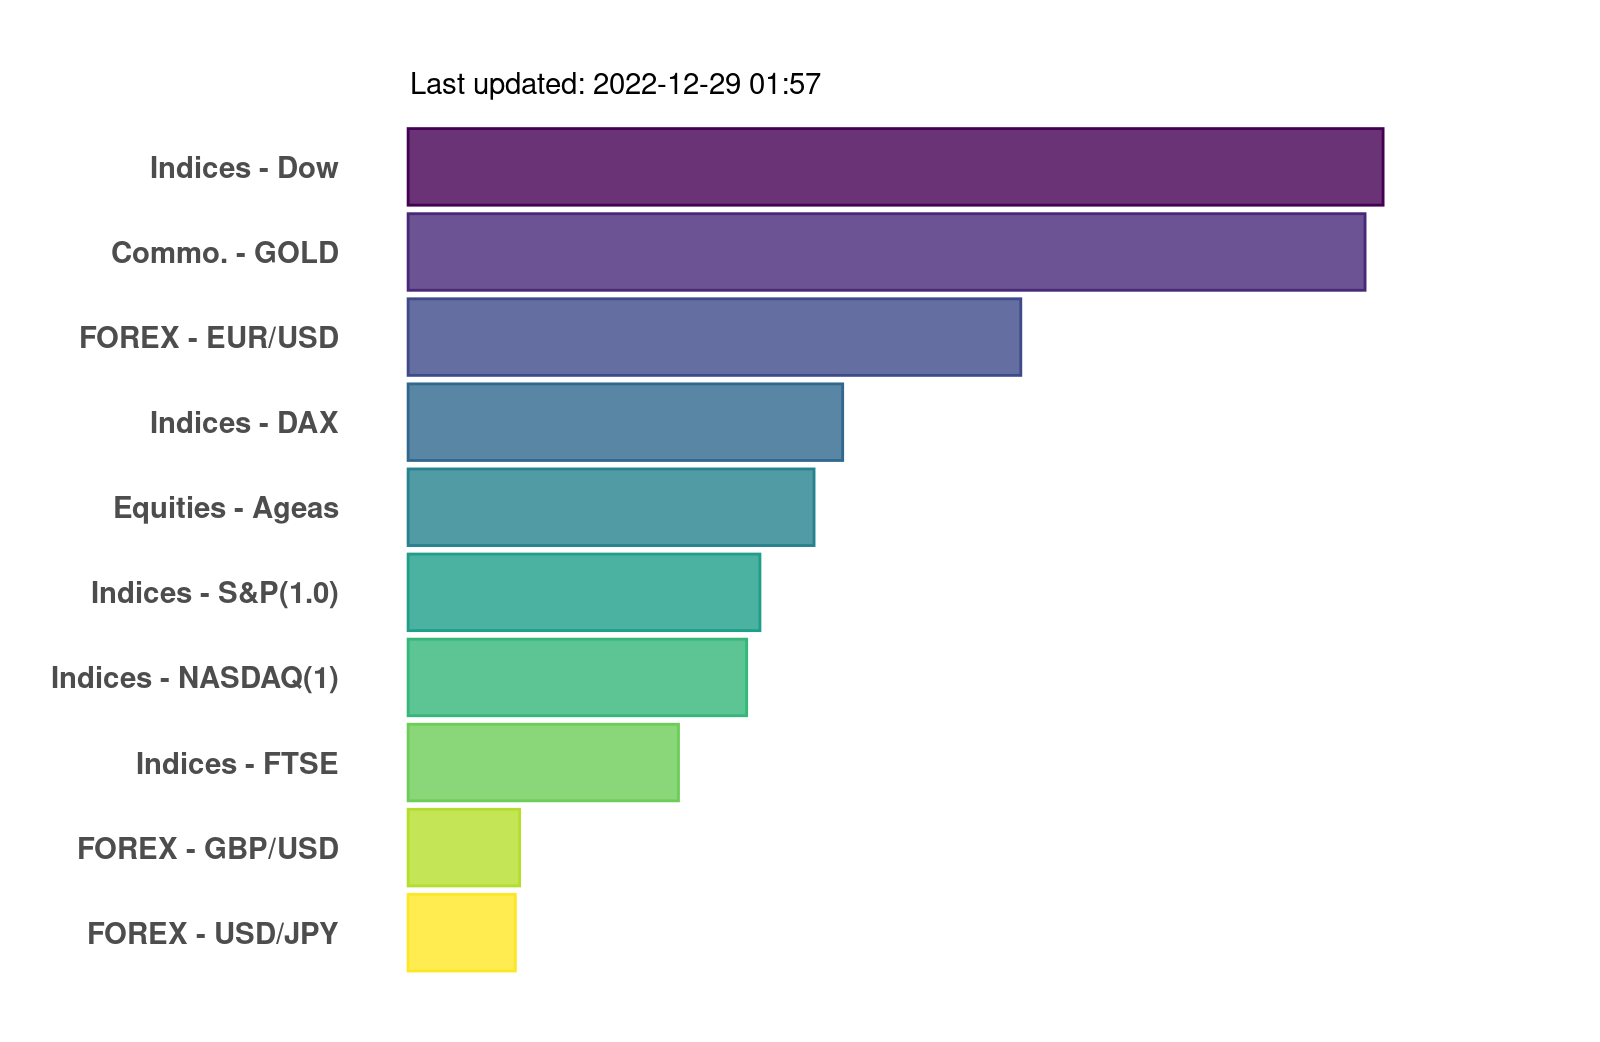 Last updated: 2022-12-29 01:57
Indices - Dow
Commo. - GOLD
FOREX - EUR/USD
Indices - DAX
Equities - Ageas
Indices - S&P(1.0)
Indices - NASDAQ(1)
Indices - FTSE
FOREX - GBP/USD
FOREX - USD/JPY